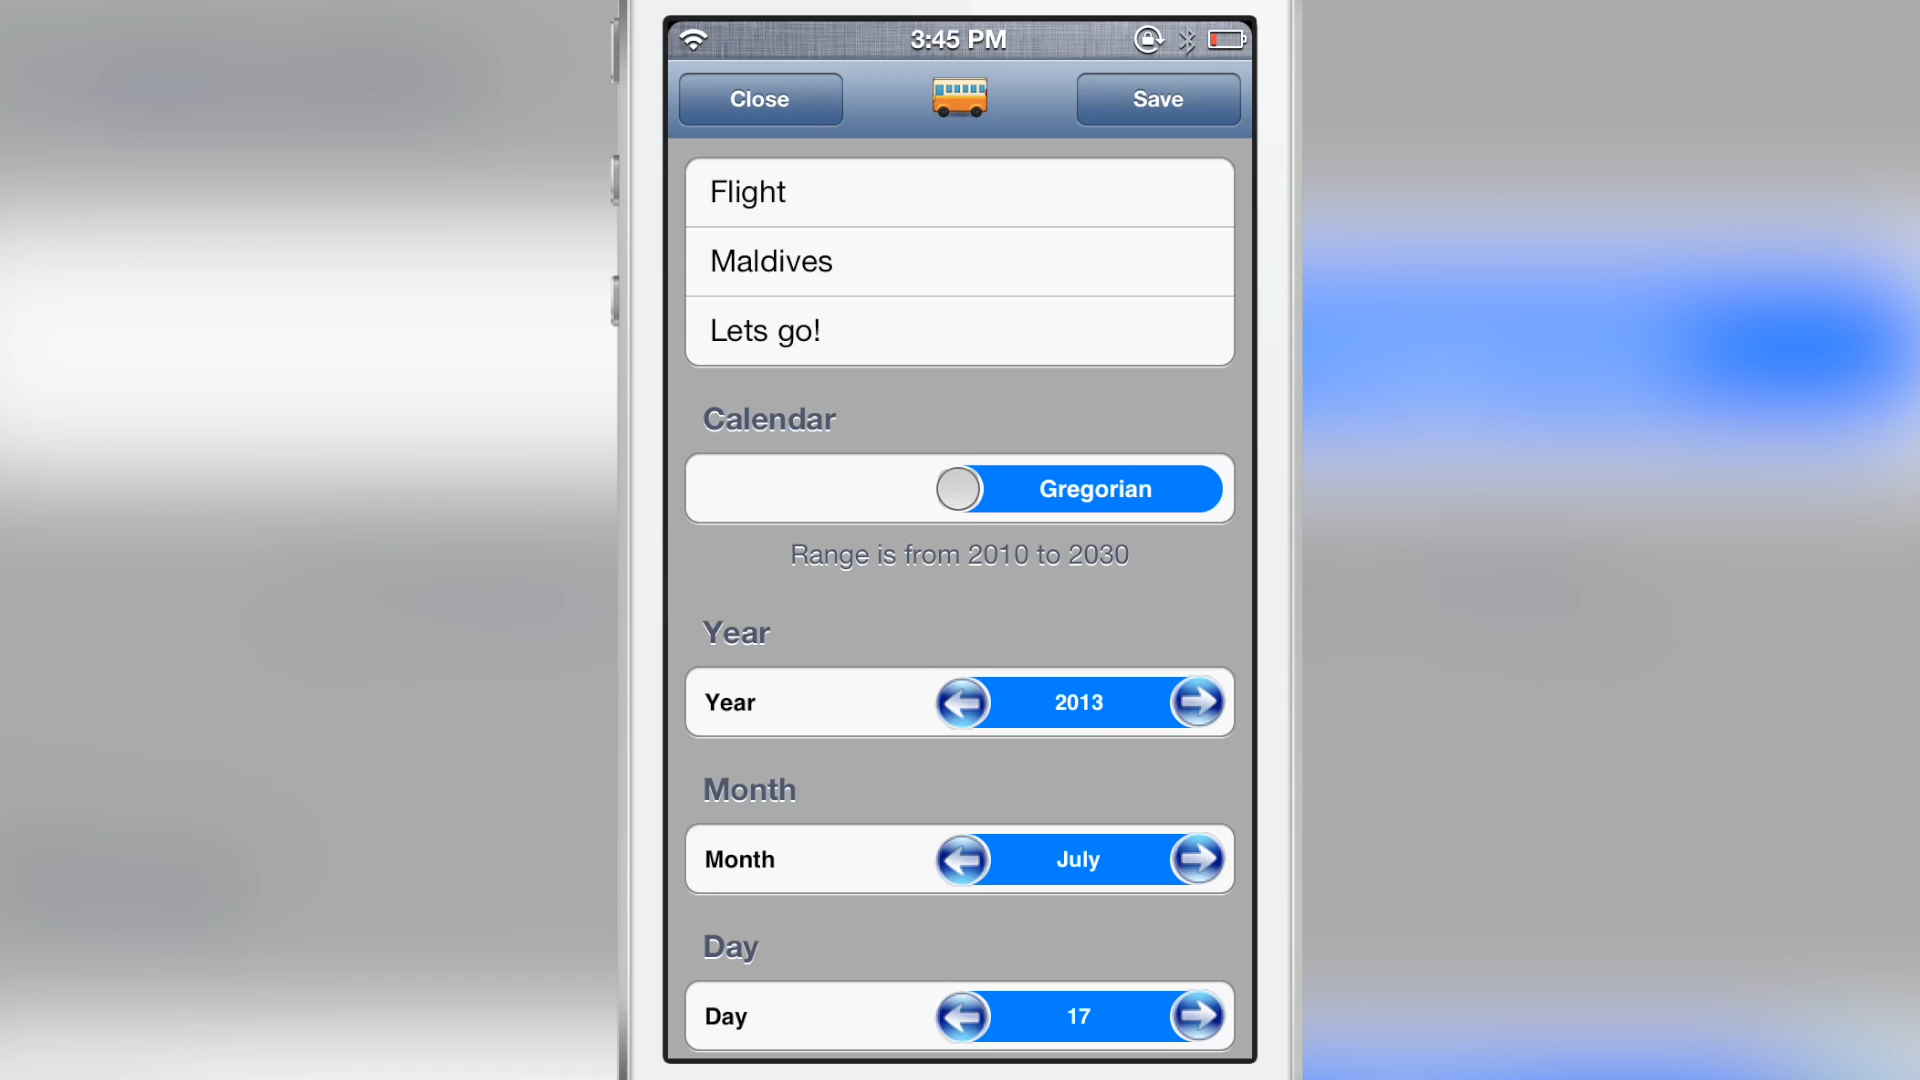 3:45 PM
Close
Save
Flight
Maldives
Lets go!
Calendar
Gregorian
Range is from 2010 to 2030
Year
Year
2013
Month
Month
July
Day
Day
17